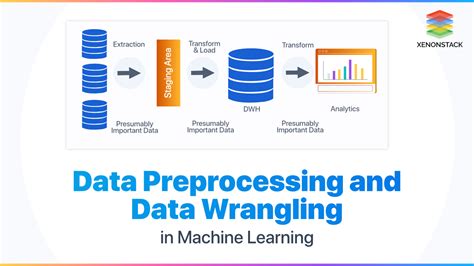 XENONSTACK
Extraction
Staging Area
Transform
& Load
Transform
DWH
Analytics
Presumably
Important Data
Presumably
Important Data
Presumably
Important Data
Data Preprocessing and
Data Wrangling
in Machine Learning